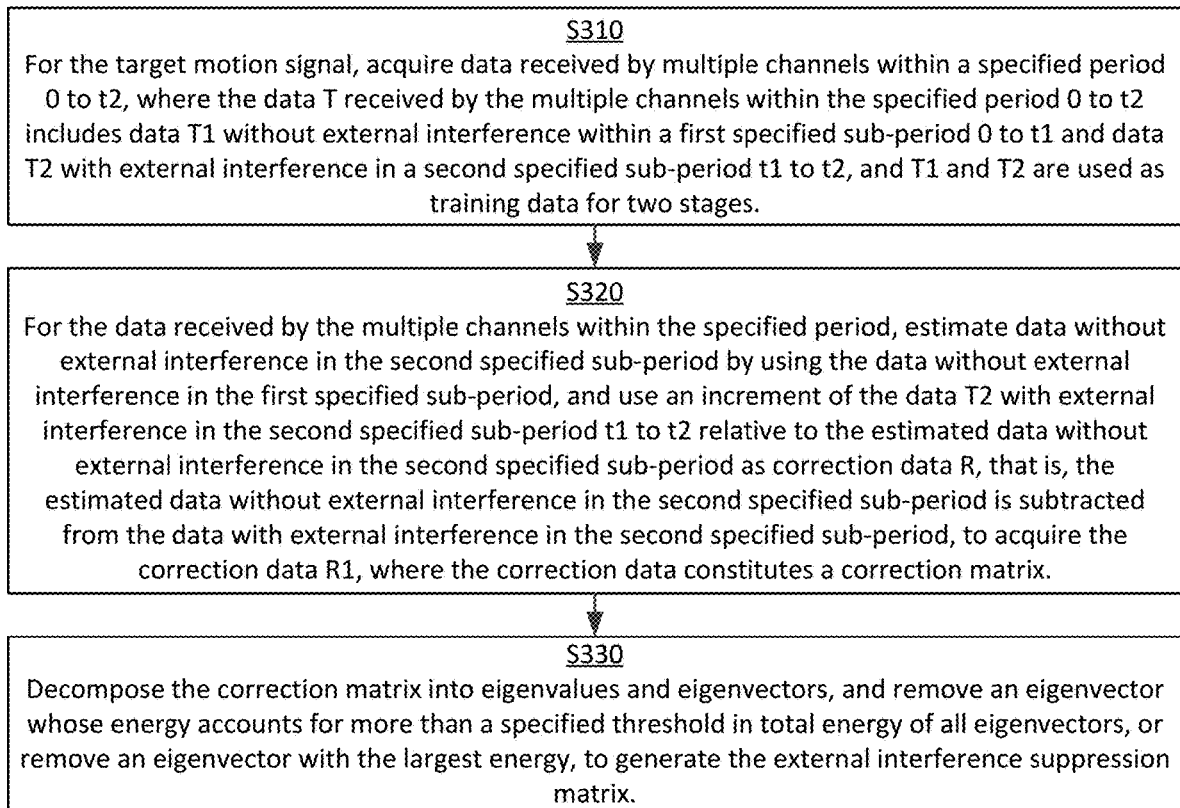 S310
For the target motion signal, acquire data received by multiple channels within a specified period
0 to t2, where the data T received by the multiple channels within the specified period 0 to t2
includes data T1 without external interference within a first specified sub-period 0 to t1 and data
T2 with external interference in a second specified sub-period t1 to t2, and T1 and T2 are used as
training data for two stages.
S320
For the data received by the multiple channels within the specified period, estimate data without
external interference in the second specified sub-period by using the data without external
interference in the first specified sub-period, and use an increment of the data T2 with external
interference in the second specified sub-period t1 to t2 relative to the estimated data without
external interference in the second specified sub-period as correction data R, that is, the
estimated data without external interference in the second specified sub-period is subtracted
from the data with external interference in the second specified sub-period, to acquire the
correction data R1, where the correction data constitutes a correction matrix.
S330
Decompose the correction matrix into eigenvalues and eigenvectors, and remove an eigenvector
whose energy accounts for more than a specified threshold in total energy of all eigenvectors, or
remove an eigenvector with the largest energy, to generate the external interference suppression
matrix.